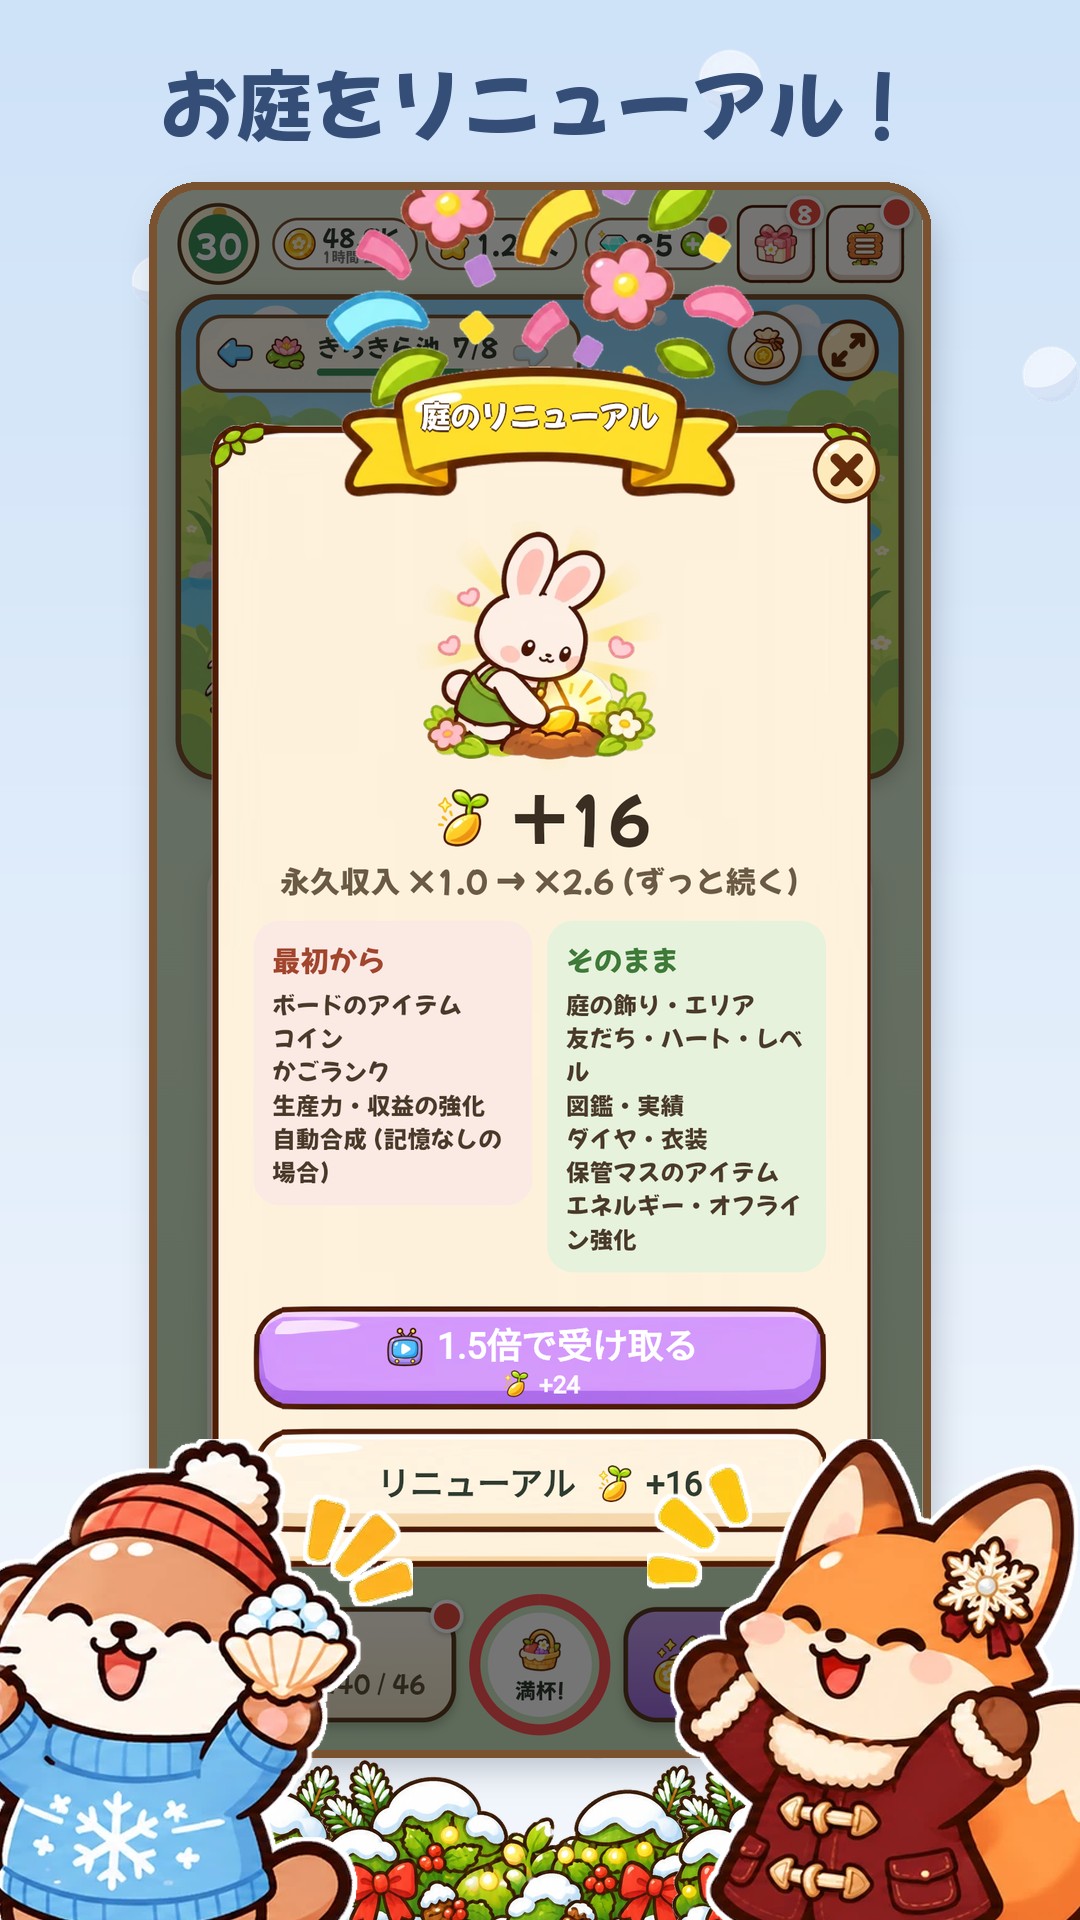 お庭をリニューアル！
30
48
1時間
1.2
35
8
きらきら池 7/8
庭のリニューアル
+16
永久収入 ×1.0 → ×2.6 (ずっと続く)
最初から
ボードのアイテム
コイン
かごランク
生産力・収益の強化
自動合成 (記憶なしの
場合)
そのまま
庭の飾り・エリア
友だち・ハート・レベ
ル
図鑑・実績
ダイヤ・衣装
保管マスのアイテム
エネルギー・オフライ
ン強化
1.5倍で受け取る
+24
リニューアル +16
40 / 46
満杯!